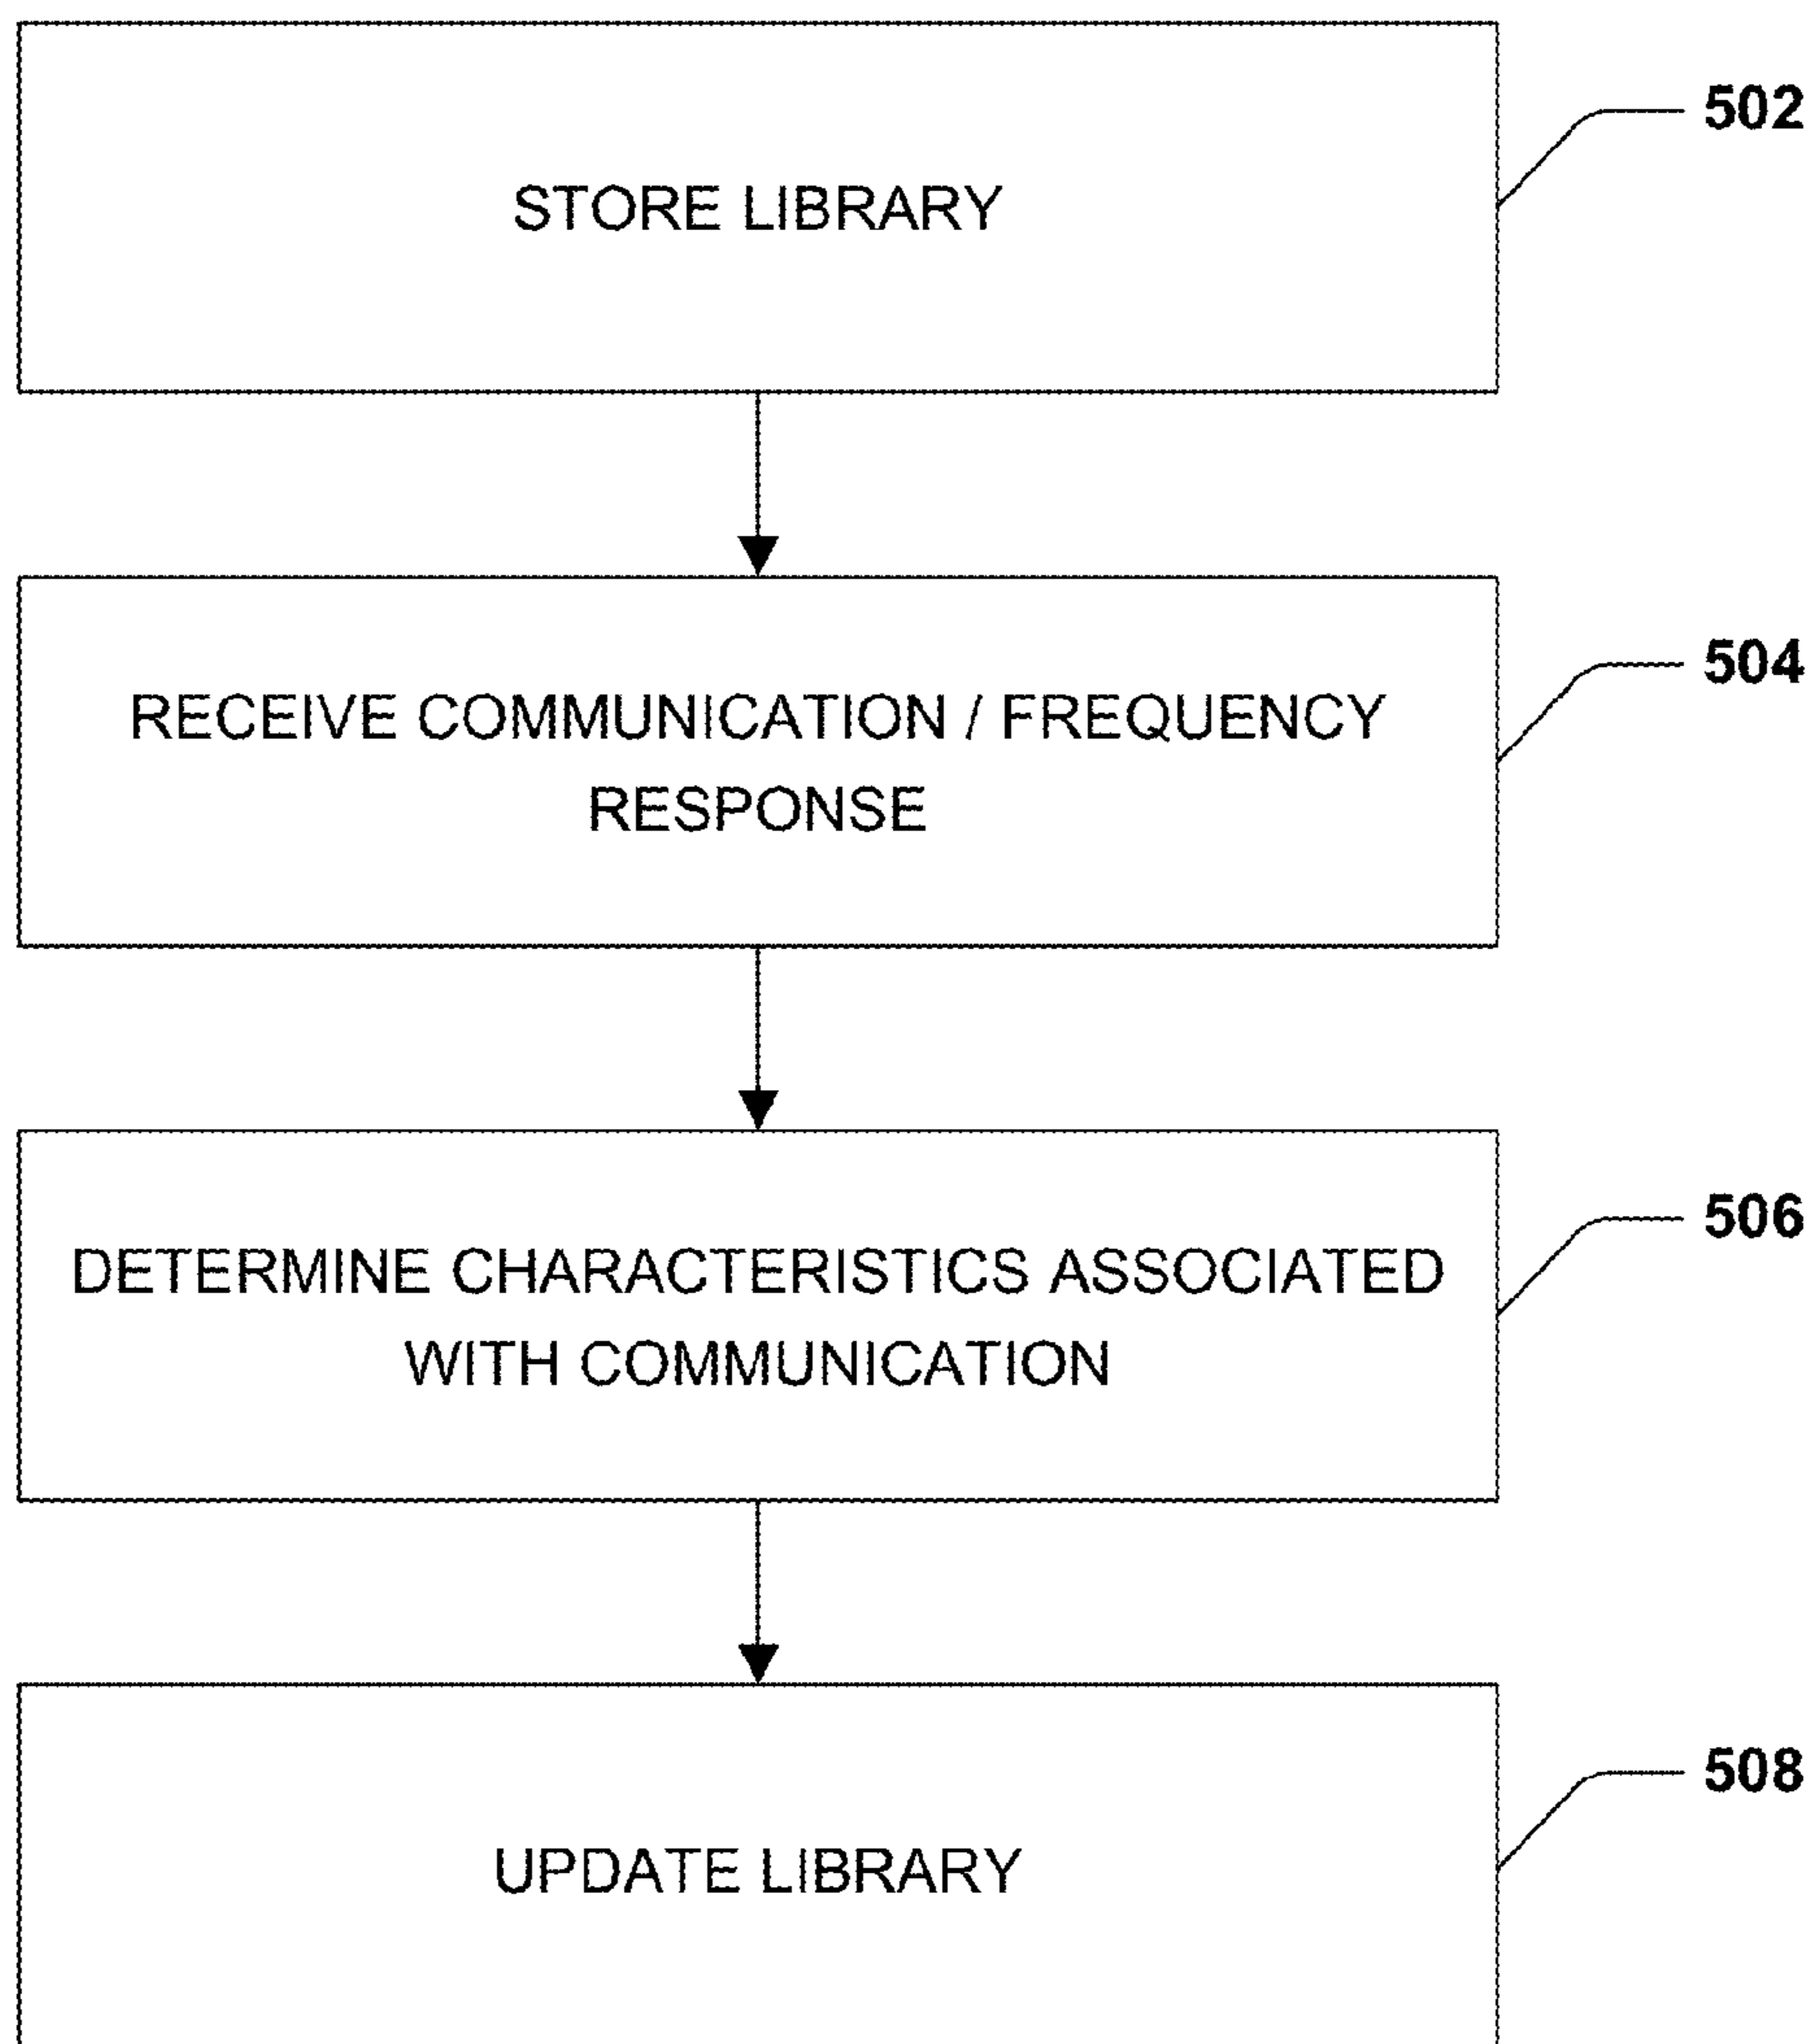 STORE LIBRARY
502
RECEIVE COMMUNICATION / FREQUENCY
RESPONSE
504
DETERMINE CHARACTERISTICS ASSOCIATED
WITH COMMUNICATION
506
UPDATE LIBRARY
508